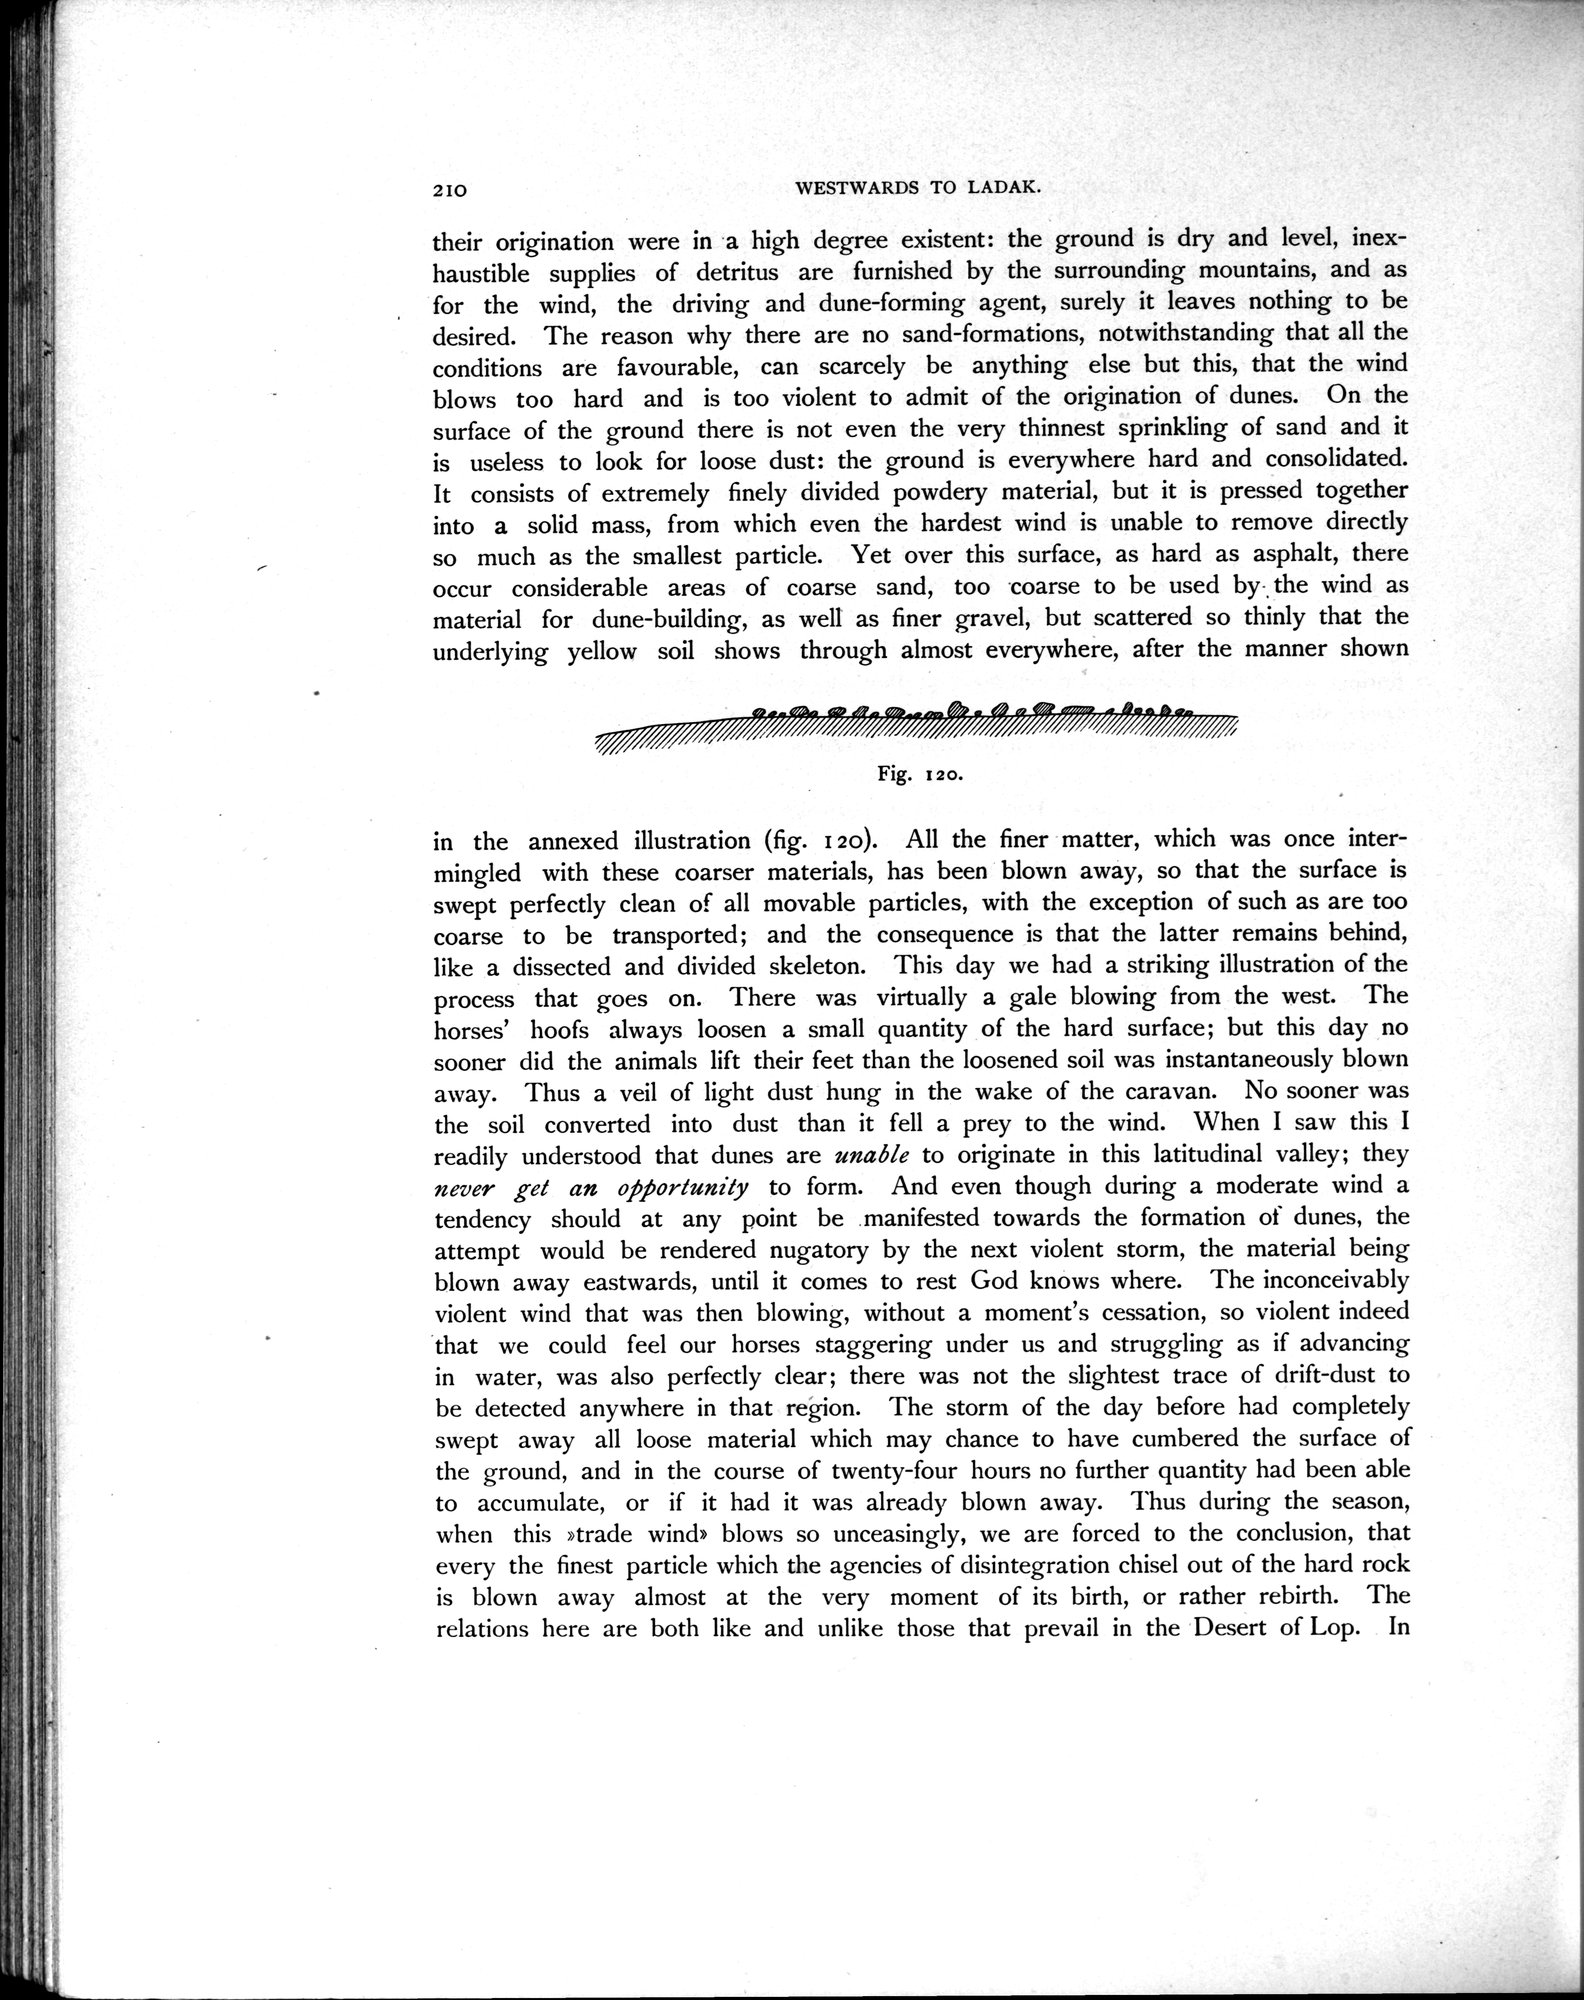 210
WESTWARDS TO LADAK.
their origination were in a high degree existent: the ground is dry and level, inex-
haustible supplies of detritus are furnished by the surrounding mountains, and as
for the wind, the driving and dune-forming agent, surely it leaves nothing to be
desired. The reason why there are no sand-formations, notwithstanding that all the
conditions are favourable, can scarcely be anything else but this, that the wind
blows too hard and is too violent to admit of the origination of dunes. On the
surface of the ground there is not even the very thinnest sprinkling of sand and it
is useless to look for loose dust: the ground is everywhere hard and consolidated.
It consists of extremely finely divided powdery material, but it is pressed together
into a solid mass, from which even the hardest wind is unable to remove directly
so much as the smallest particle. Yet over this surface, as hard as asphalt, there
occur considerable areas of coarse sand, too coarse to be used by the wind as
material for dune-building, as well as finer gravel, but scattered so thinly that the
underlying yellow soil shows through almost everywhere, after the manner shown
Fig. 120.
in the annexed illustration (fig. 120). All the finer matter, which was once inter-
mingled with these coarser materials, has been blown away, so that the surface is
swept perfectly clean of all movable particles, with the exception of such as are too
coarse to be transported; and the consequence is that the latter remains behind,
like a dissected and divided skeleton. This day we had a striking illustration of the
process that goes on. There was virtually a gale blowing from the west. The
horses' hoofs always loosen a small quantity of the hard surface; but this day no
sooner did the animals lift their feet than the loosened soil was instantaneously blown
away. Thus a veil of light dust hung in the wake of the caravan. No sooner was
the soil converted into dust than it fell a prey to the wind. When I saw this I
readily understood that dunes are unable to originate in this latitudinal valley; they
never get an opportunity to form. And even though during a moderate wind a
tendency should at any point be manifested towards the formation of dunes, the
attempt would be rendered nugatory by the next violent storm, the material being
blown away eastwards, until it comes to rest God knows where. The inconceivably
violent wind that was then blowing, without a moment's cessation, so violent indeed
that we could feel our horses staggering under us and struggling as if advancing
in water, was also perfectly clear; there was not the slightest trace of drift-dust to
be detected anywhere in that region. The storm of the day before had completely
swept away all loose material which may chance to have cumbered the surface of
the ground, and in the course of twenty-four hours no further quantity had been able
to accumulate, or if it had it was already blown away. Thus during the season,
when this »trade wind» blows so unceasingly, we are forced to the conclusion, that
every the finest particle which the agencies of disintegration chisel out of the hard rock
is blown away almost at the very moment of its birth, or rather rebirth. The
relations here are both like and unlike those that prevail in the Desert of Lop. In